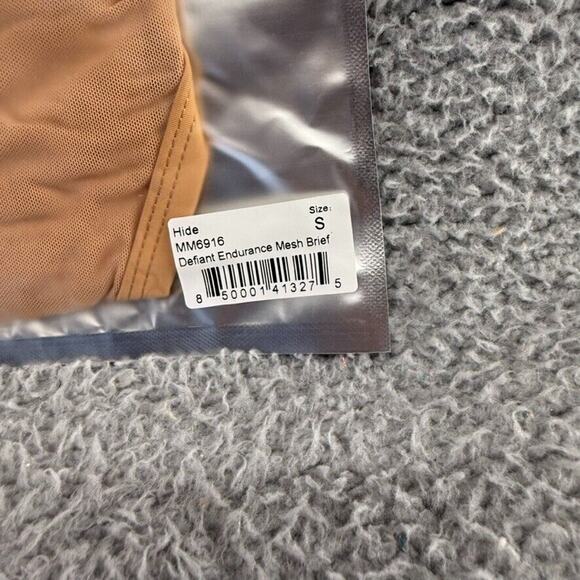 Hide
Size:
MM6916
S
Defiant Endurance Mesh Brief
8 50001 41327 5